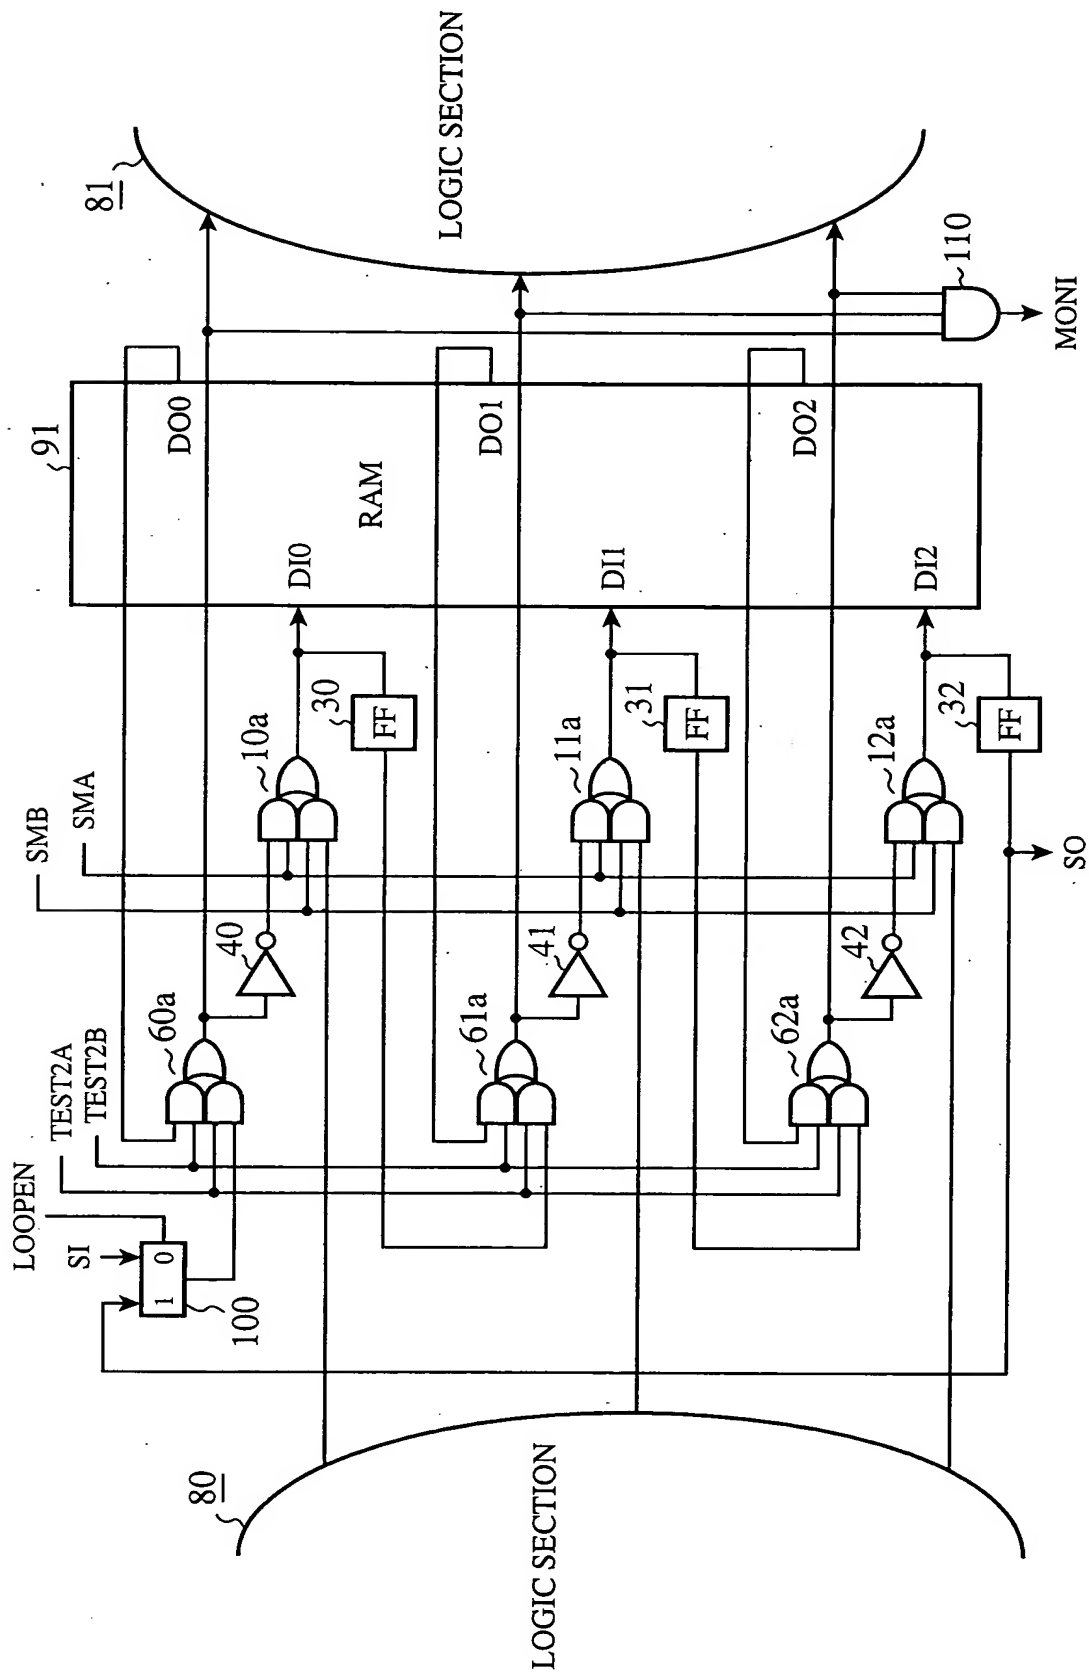 LOOPEN
SI
1 0
100
TEST2A
TEST2B
SMB
SMA
60a
40
10a
30
FF
61a
41
11a
31
FF
62a
42
12a
32
FF
SO
91
RAM
DI0
DI1
DI2
DO0
DO1
DO2
80
LOGIC SECTION
81
LOGIC SECTION
110
MONI